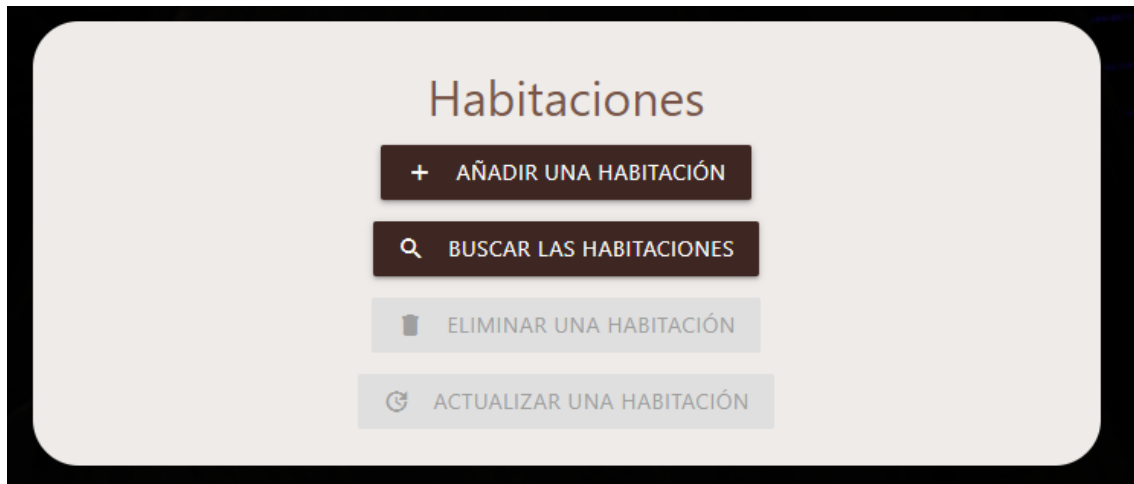 Habitaciones
AÑADIR UNA HABITACIÓN
BUSCAR LAS HABITACIONES
ELIMINAR UNA HABITACIÓN
ACTUALIZAR UNA HABITACIÓN